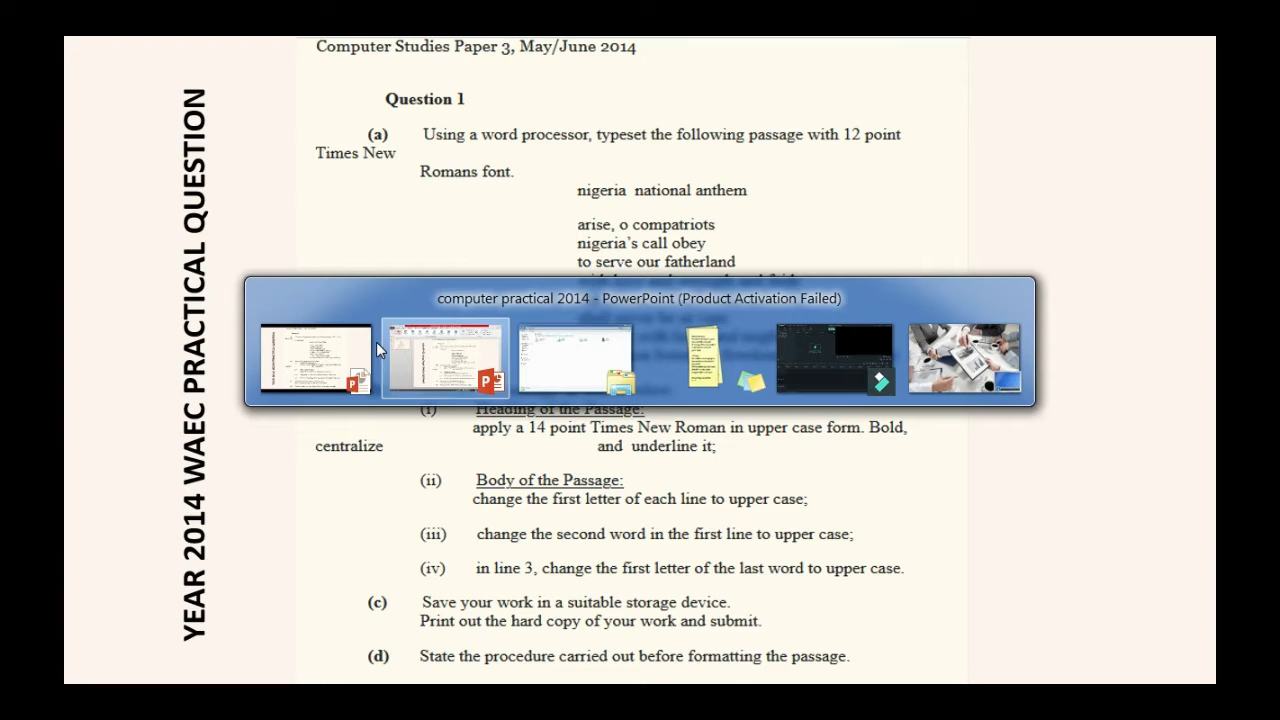 Computer Studies Paper 3, May/June 2014
YEAR 2014 WAEC PRACTICAL QUESTION
Question 1
(a) Using a word processor, typeset the following passage with 12 point
Times New
Romans font.
nigeria national anthem
arise, o compatriots
nigeria's call obey
to serve our fatherland
computer practical 2014 - PowerPoint (Product Activation Failed)
(i) Heading of the Passage:
apply a 14 point Times New Roman in upper case form. Bold,
centralize and underline it;
(ii) Body of the Passage:
change the first letter of each line to upper case;
(iii) change the second word in the first line to upper case;
(iv) in line 3, change the first letter of the last word to upper case.
(c) Save your work in a suitable storage device.
Print out the hard copy of your work and submit.
(d) State the procedure carried out before formatting the passage.